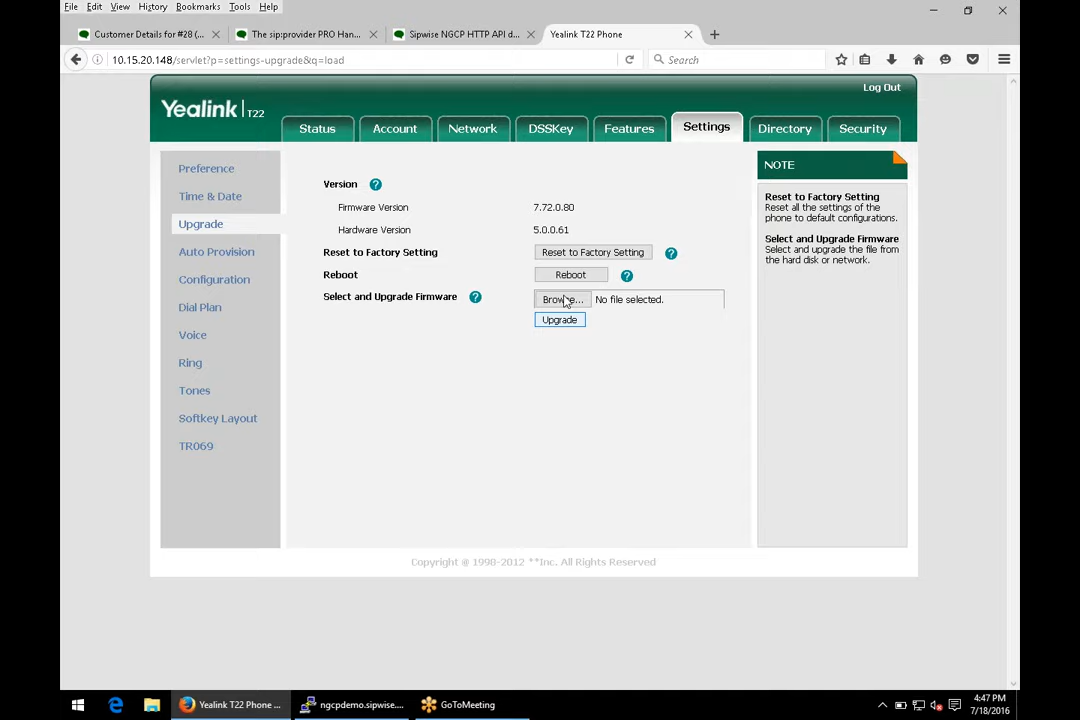 File Edit View History Bookmarks Tools Help
Customer Details for #28 (... The sip:provider PRO Han... Sipwise NGCP HTTP API d... Yealink T22 Phone
10.15.20.148/servlet?p=settings-upgrade&q=load
Search
Log Out
Yealink T22
Status Account Network DSSKey Features Settings Directory Security
Preference
Time & Date
Upgrade
Auto Provision
Configuration
Dial Plan
Voice
Ring
Tones
Softkey Layout
TR069
Version
Firmware Version 7.72.0.80
Hardware Version 5.0.0.61
Reset to Factory Setting Reset to Factory Setting
Reboot Reboot
Select and Upgrade Firmware Browse... No file selected.
Upgrade
NOTE
Reset to Factory Setting
Reset all the settings of the
phone to default configurations.
Select and Upgrade Firmware
Select and upgrade the file from
the hard disk or network.
Copyright @ 1998-2012 **Inc. All Rights Reserved
Yealink T22 Phone ... ngcpdemo.sipwise.... GoToMeeting
4:47 PM
7/18/2016